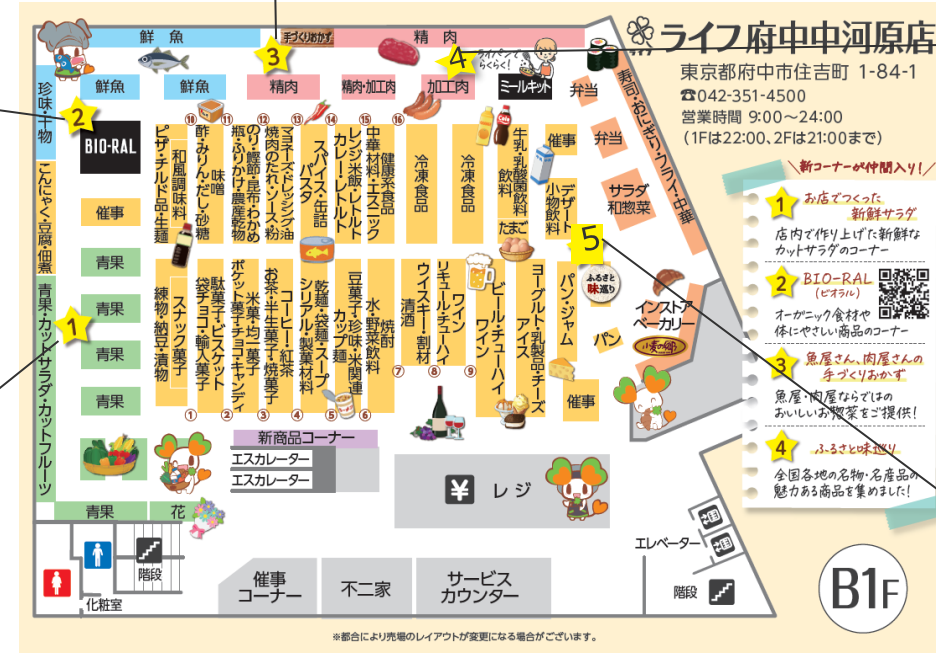 ライフ府中中河原店
東京都府中市住吉町 1-84-1
☎042-351-4500
営業時間 9:00~24:00
(1Fは22:00、2Fは21:00まで)
新コーナーが仲間入り!
1 お店でつくった
新鮮サラダ
店内で作り上げた新鮮な
カットサラダのコーナー
2 BIO-RAL
(ビオラル)
オーガニック食材や
体にやさしい商品のコーナー
3 魚屋さん、肉屋さんの
手づくりおかず
魚屋・肉屋ならではの
おいしいお惣菜をご提供!
4 ふるさと味巡り
全国各地の名物・名産品の
魅力ある商品を集めました!
鮮魚
3
手づくりおかず
精肉
4
フライパンで
らくらく!
鮮魚
鮮魚
精肉
精肉・加工肉
加工肉
ミールキット
弁当
寿司・おにぎり・フライ・中華
珍味・干物
2
BIO-RAL
催事
こんにゃく・豆腐・佃煮
青果
青果
青果
青果
1
青果・カットサラダ・カットフルーツ
⑩
⑪
⑫
⑬
⑭
⑮
⑯
ピザ・チルド品・生麺
和風調味料
酢・みりん・だし・砂糖
味噌
瓶・ふりかけ・農産乾物
のり・鰹節・昆布・わかめ
焼肉のたれ・ソース・粉
マヨネーズ・ドレッシング・油
パスタ
スパイス・缶詰
カレー・レトルト
レンジ米飯・レトルト
中華材料・エスニック
健康系食品
冷凍食品
冷凍食品
飲料
牛乳・乳酸菌飲料
たまご
催事
小物飲料
デザート
弁当
サラダ
和惣菜
5
ふるさと
味巡り
練物・納豆・漬物
スナック菓子
袋チョコ・輸入菓子
駄菓子・ビスケット
ポケット菓子・チョコ・キャンディ
米菓・均一菓子
お茶・半生菓子・焼菓子
コーヒー・紅茶
シリアル・製菓材料
乾麺・袋麺・スープ
カップ麺
豆菓子・珍味・米関連
水・野菜飲料
焼酎
清酒
ウイスキー・割材
リキュール・チューハイ
ワイン
ワイン
ビール・チューハイ
アイス
ヨーグルト・乳製品・チーズ
パン・ジャム
パン
インストア
ベーカリー
小麦の郷
催事
①
②
③
④
⑤
⑥
⑦
⑧
⑨
新商品コーナー
エスカレーター
エスカレーター
¥ レジ
青果
花
階段
化粧室
催事
コーナー
不二家
サービス
カウンター
エレベーター
階段
B1F
※都合により売場のレイアウトが変更になる場合がございます。